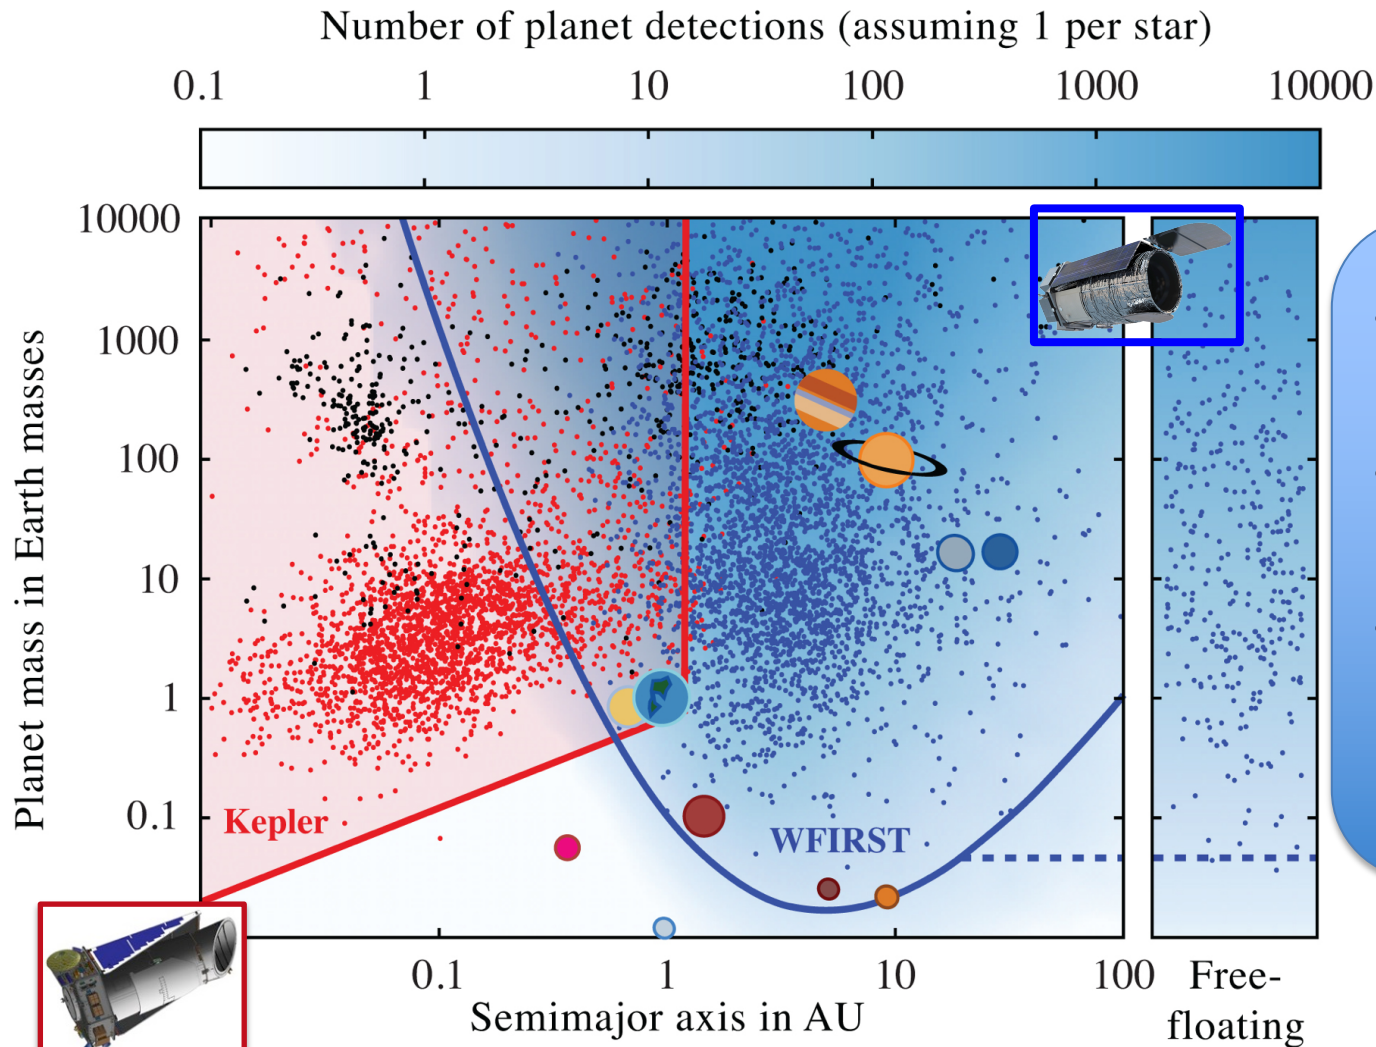 Number of planet detections (assuming 1 per star)
0.1 1 10 100 1000 10000
Planet mass in Earth masses
10000
1000
100
10
1
0.1
Kepler
WFIRST
0.1 1 10 100
Semimajor axis in AU
Free-
floating